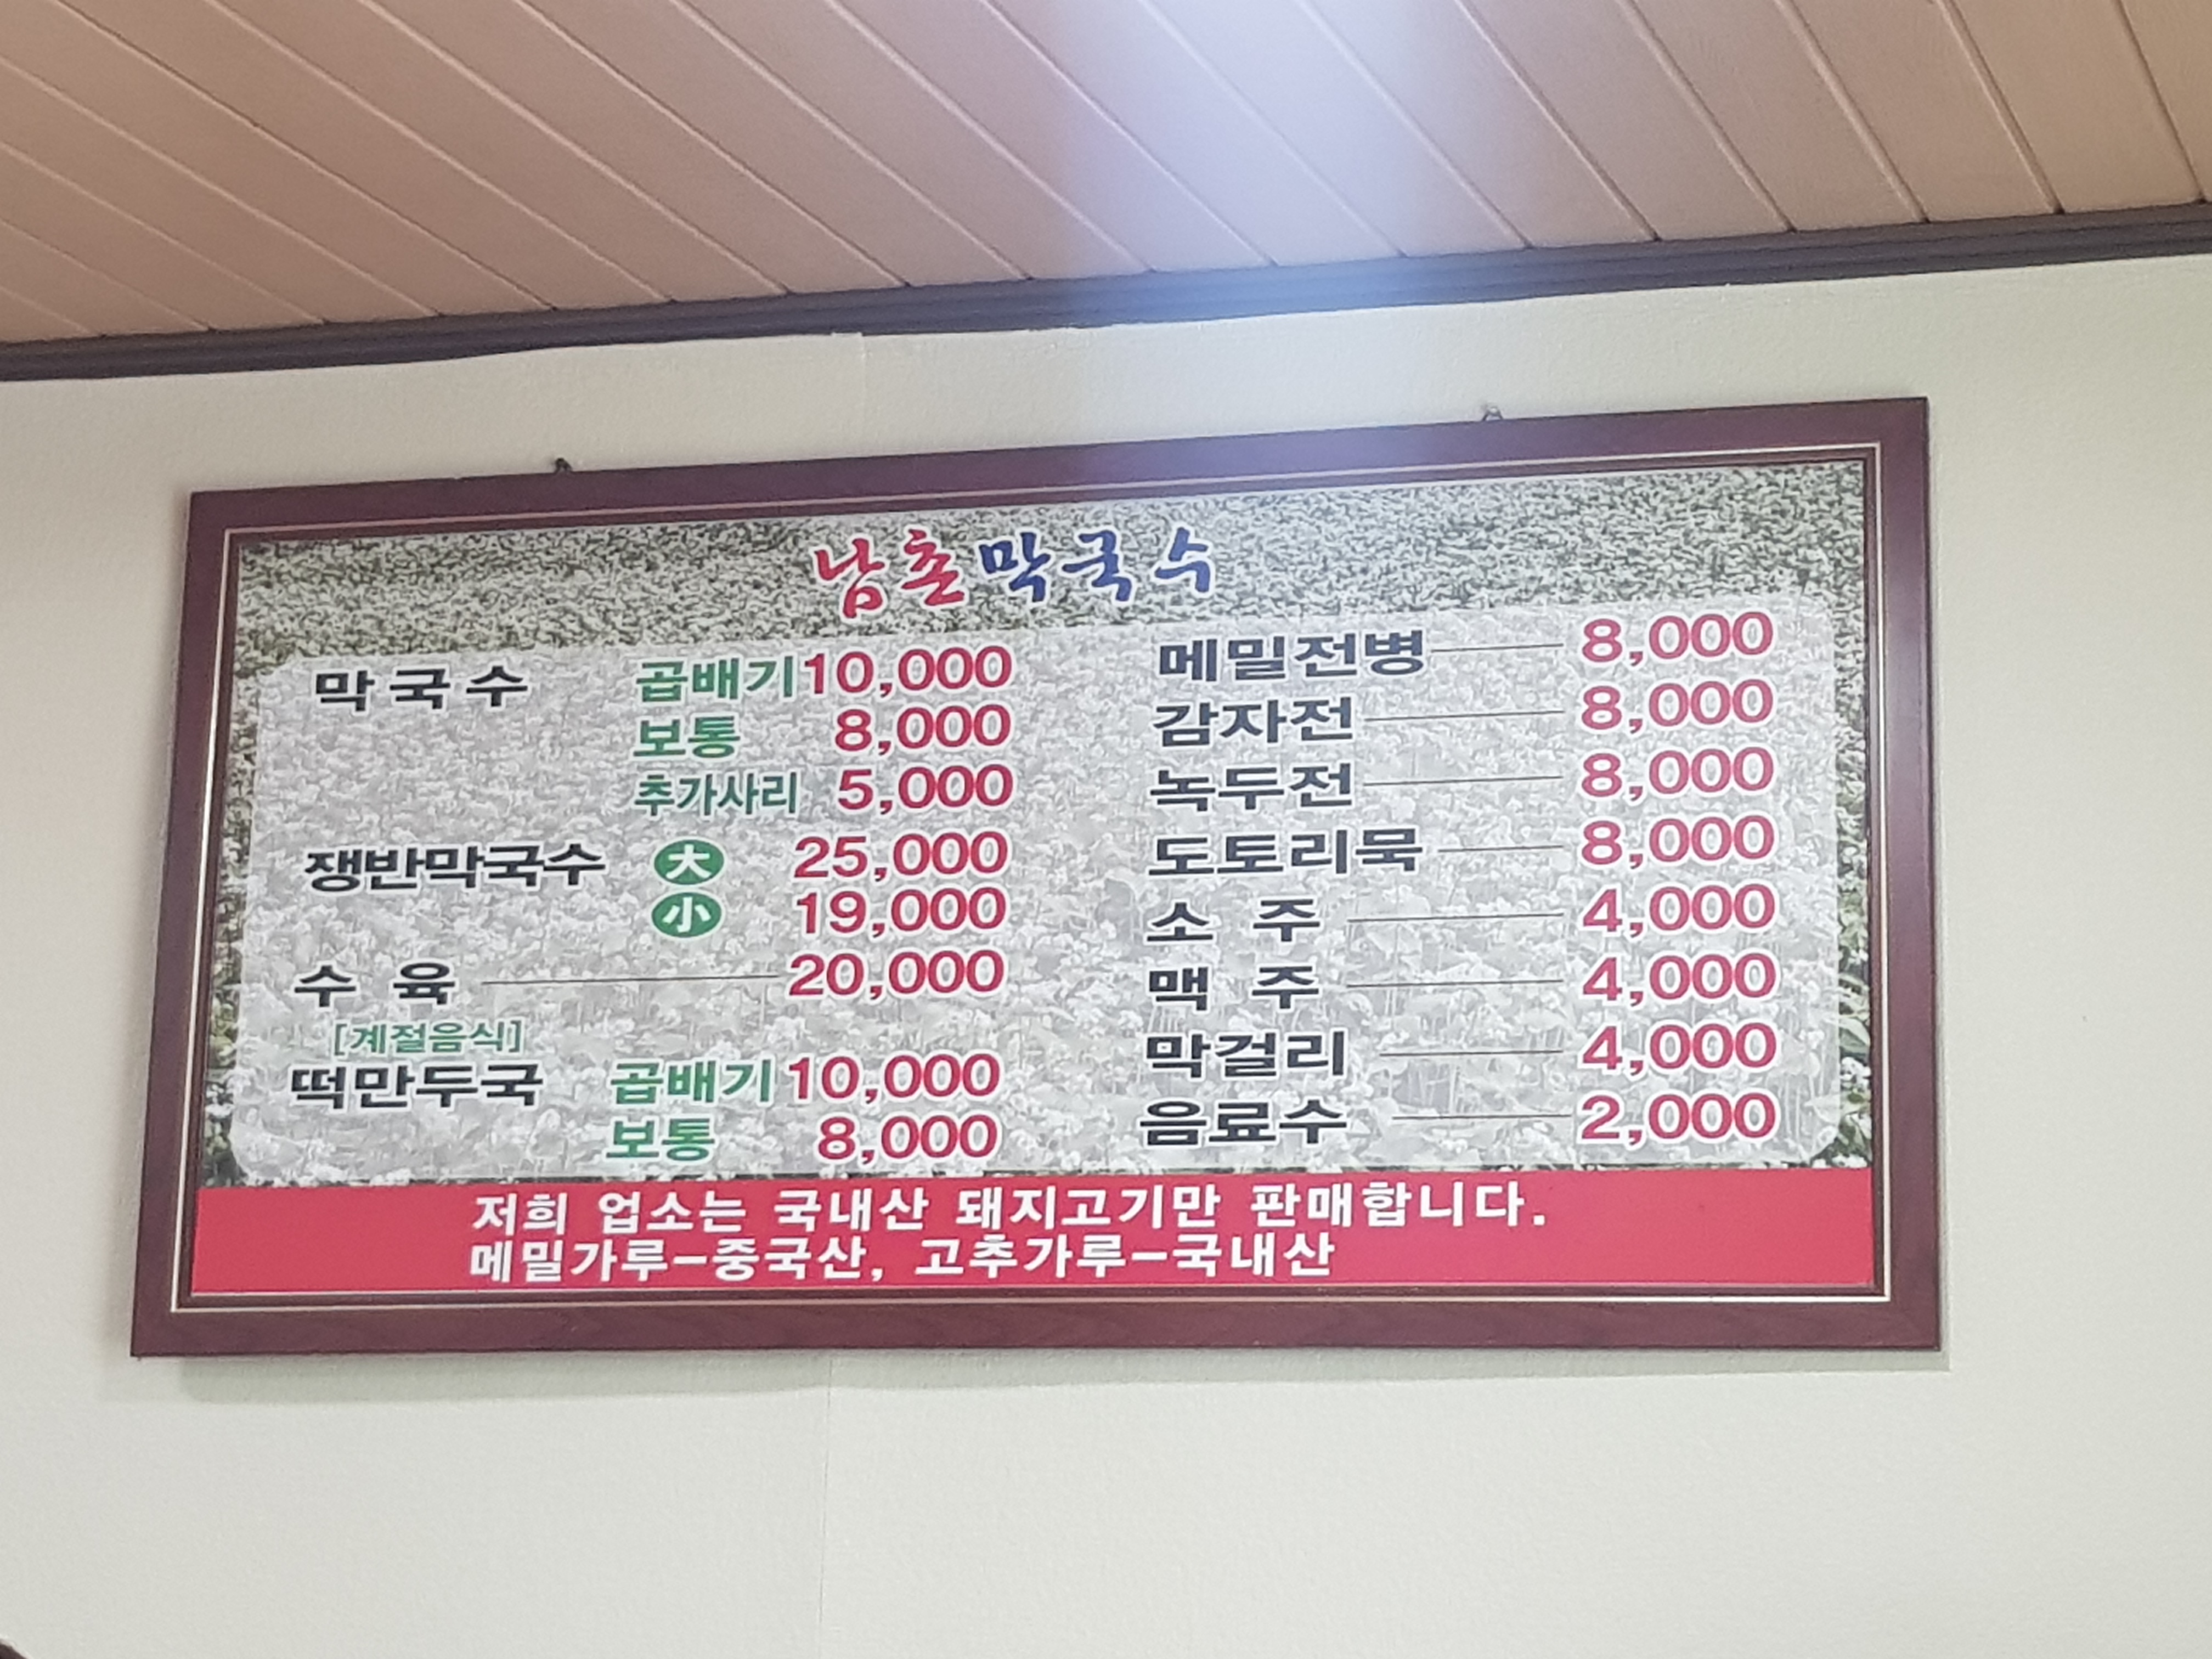 남촌막국수
막국수 곱배기 10,000
보통 8,000
추가사리 5,000
쟁반막국수 大 25,000
小 19,000
수 육 20,000
[계절음식]
떡만두국 곱배기 10,000
보통 8,000
메밀전병 8,000
감자전 8,000
녹두전 8,000
도토리묵 8,000
소 주 4,000
맥 주 4,000
막걸리 4,000
음료수 2,000
저희 업소는 국내산 돼지고기만 판매합니다.
메밀가루-중국산, 고추가루-국내산